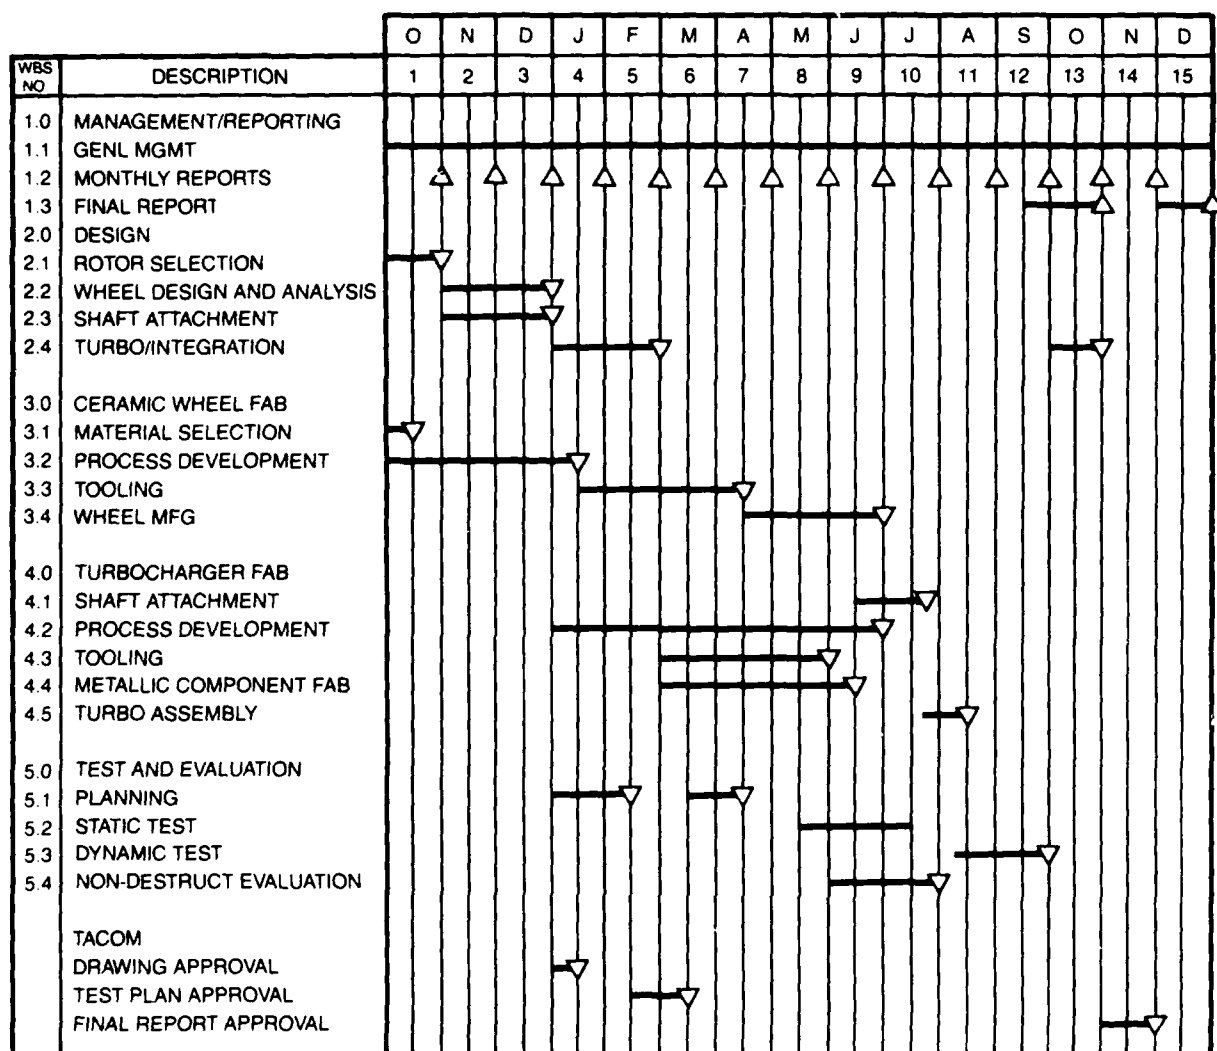 O N D J F M A M J J A S O N D
WBS NO DESCRIPTION 1 2 3 4 5 6 7 8 9 10 11 12 13 14 15
1.0 MANAGEMENT/REPORTING
1.1 GENL MGMT
1.2 MONTHLY REPORTS
1.3 FINAL REPORT
2.0 DESIGN
2.1 ROTOR SELECTION
2.2 WHEEL DESIGN AND ANALYSIS
2.3 SHAFT ATTACHMENT
2.4 TURBO/INTEGRATION
3.0 CERAMIC WHEEL FAB
3.1 MATERIAL SELECTION
3.2 PROCESS DEVELOPMENT
3.3 TOOLING
3.4 WHEEL MFG
4.0 TURBOCHARGER FAB
4.1 SHAFT ATTACHMENT
4.2 PROCESS DEVELOPMENT
4.3 TOOLING
4.4 METALLIC COMPONENT FAB
4.5 TURBO ASSEMBLY
5.0 TEST AND EVALUATION
5.1 PLANNING
5.2 STATIC TEST
5.3 DYNAMIC TEST
5.4 NON-DESTRUCT EVALUATION
TACOM
DRAWING APPROVAL
TEST PLAN APPROVAL
FINAL REPORT APPROVAL